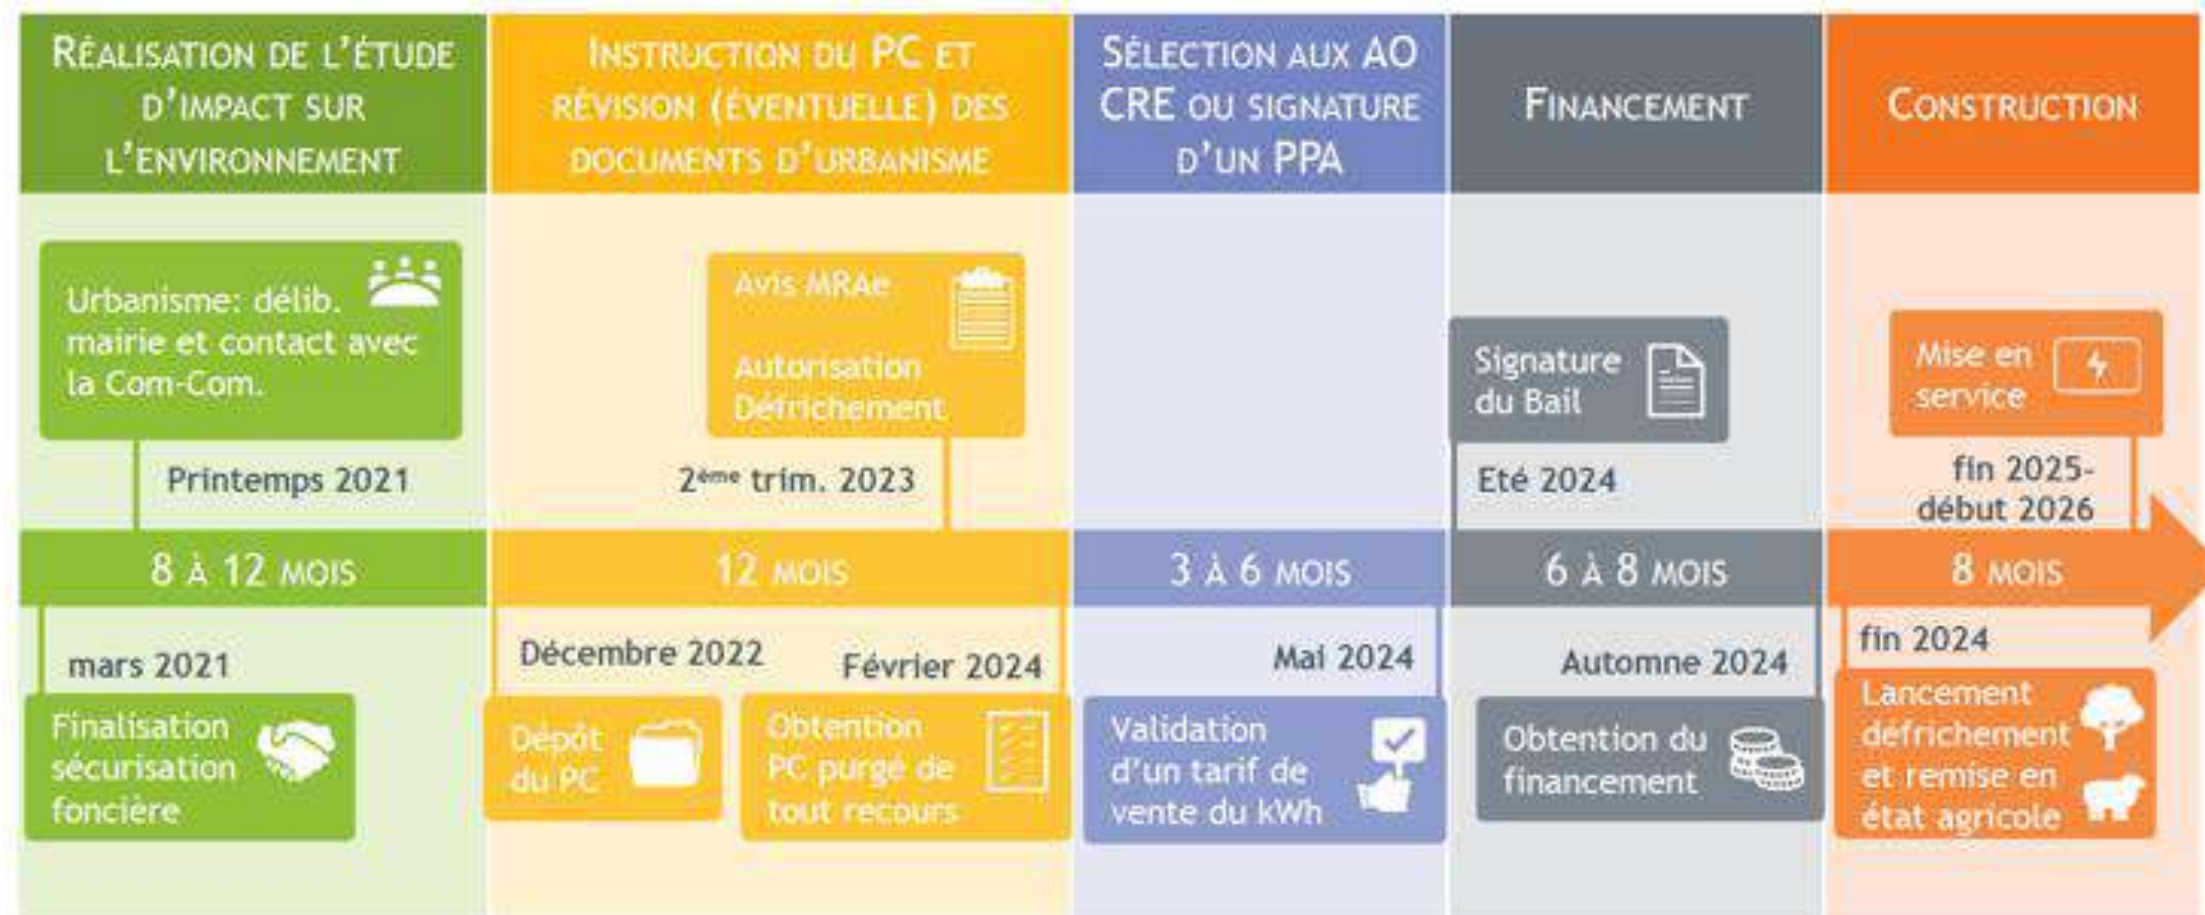 RÉALISATION DE L'ÉTUDE
D'IMPACT SUR
L'ENVIRONNEMENT
INSTRUCTION DU PC ET
RÉVISION (ÉVENTUELLE) DES
DOCUMENTS D'URBANISME
SÉLECTION AUX AO
CRE OU SIGNATURE
D'UN PPA
FINANCEMENT
CONSTRUCTION
Urbanisme: délib.
mairie et contact avec
la Com-Com.
Avis MRAe
Autorisation
Défrichement
Signature
du Bail
Mise en
service
Printemps 2021
2ème trim. 2023
Eté 2024
fin 2025-
début 2026
8 À 12 MOIS
12 MOIS
3 À 6 MOIS
6 À 8 MOIS
8 MOIS
mars 2021
Décembre 2022
Février 2024
Mai 2024
Automne 2024
fin 2024
Finalisation
sécurisation
foncière
Dépôt
du PC
Obtention
PC purgé de
tout recours
Validation
d'un tarif de
vente du kWh
Obtention du
financement
Lancement
défrichement
et remise en
état agricole